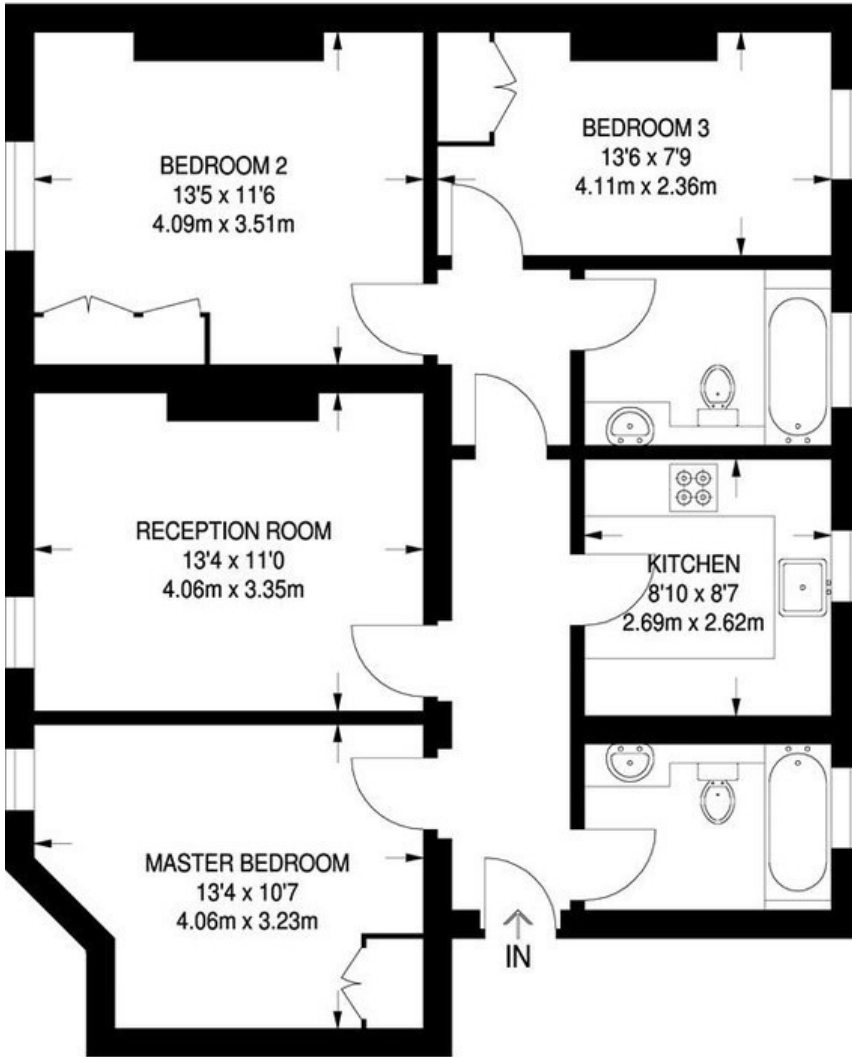 BEDROOM 2
13'5 x 11'6
4.09m x 3.51m
BEDROOM 3
13'6 x 7'9
4.11m x 2.36m
RECEPTION ROOM
13'4 x 11'0
4.06m x 3.35m
KITCHEN
8'10 x 8'7
2.69m x 2.62m
MASTER BEDROOM
13'4 x 10'7
4.06m x 3.23m
IN